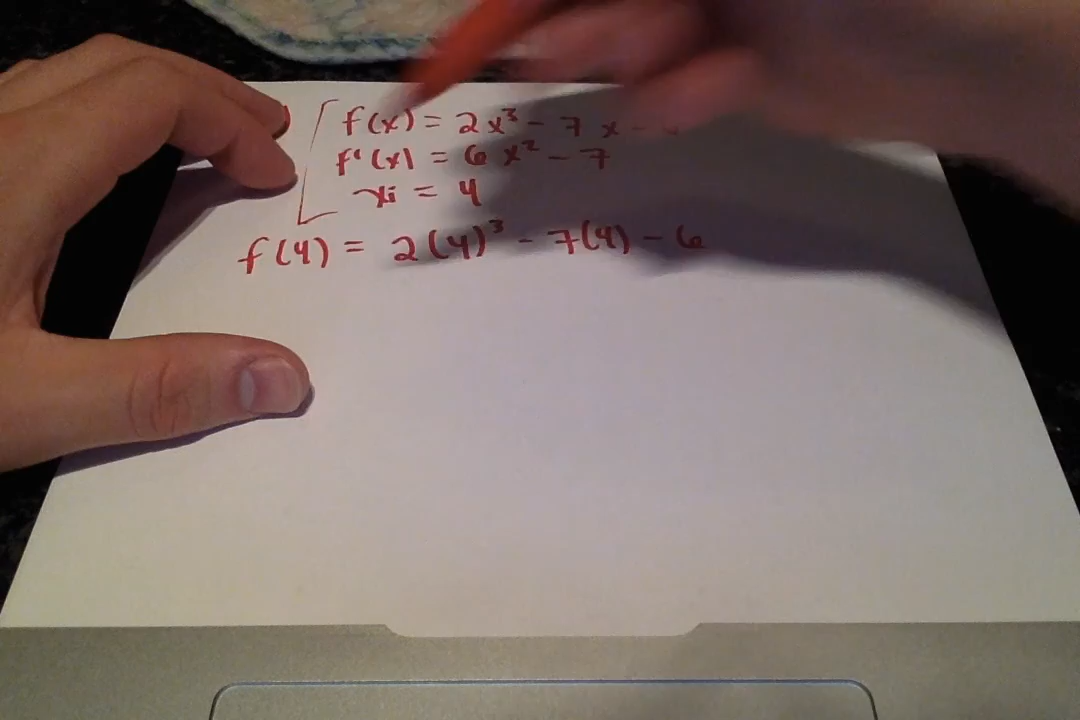 f(x) = 2x³ - 7x -
f'(x) = 6x² - 7
xi = 4
f(4) = 2(4)³ - 7(4) - 6